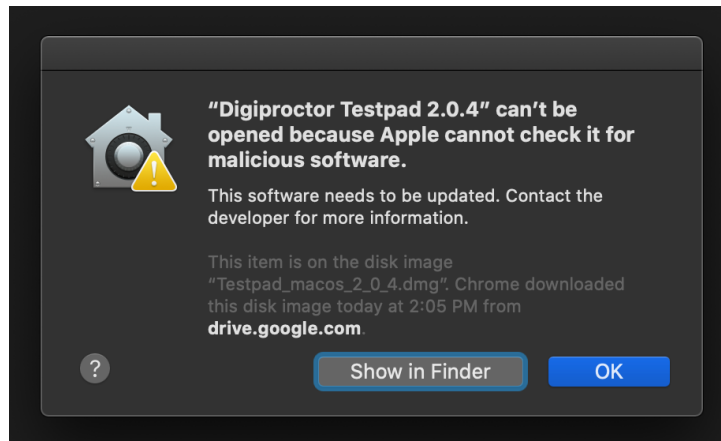 “Digiproctor Testpad 2.0.4” can’t be
opened because Apple cannot check it for
malicious software.
This software needs to be updated. Contact the
developer for more information.
This item is on the disk image
“Testpad_macos_2_0_4.dmg”. Chrome downloaded
this disk image today at 2:05 PM from
drive.google.com.
?
Show in Finder
OK